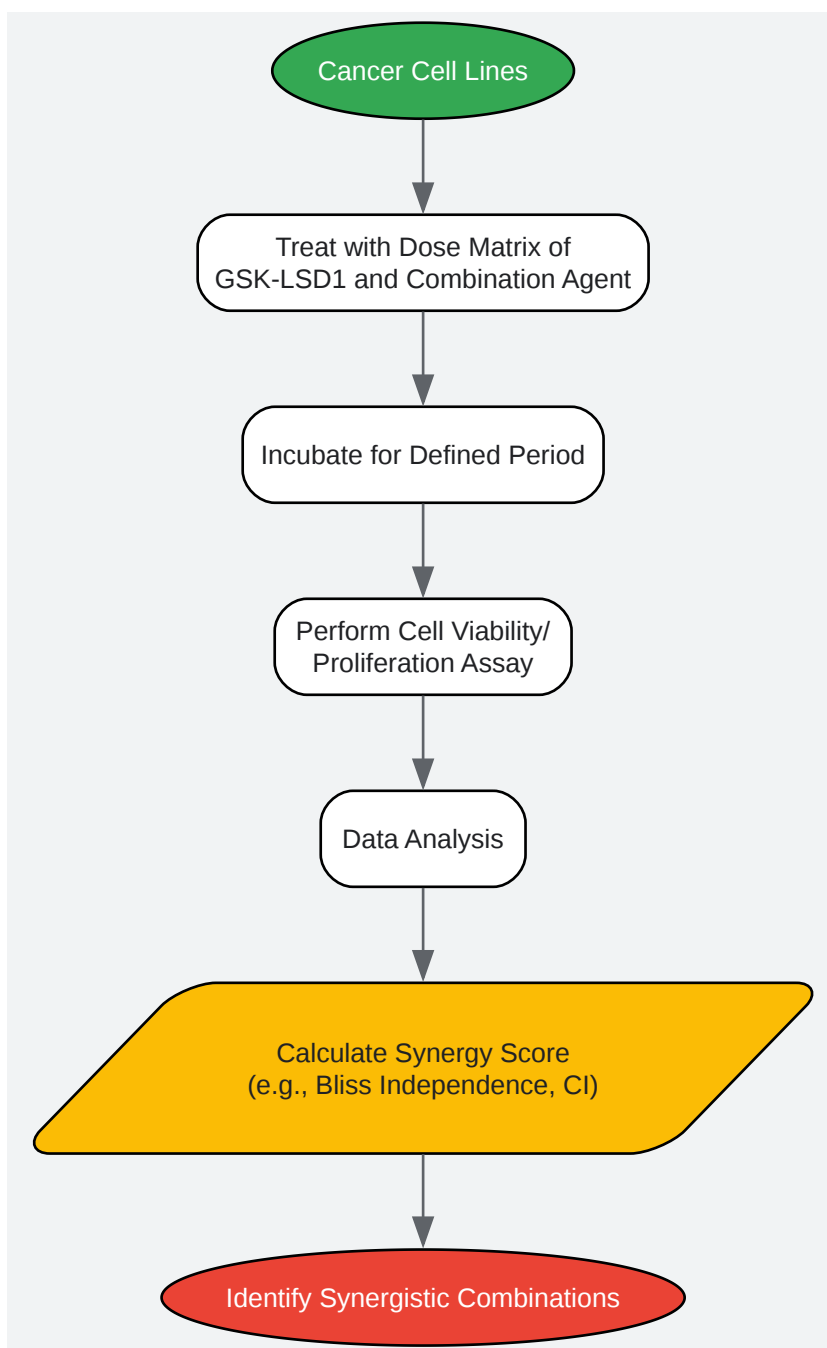 Cancer Cell Lines
Treat with Dose Matrix of
GSK-LSD1 and Combination Agent
Incubate for Defined Period
Perform Cell Viability/
Proliferation Assay
Data Analysis
Calculate Synergy Score
(e.g., Bliss Independence, CI)
Identify Synergistic Combinations